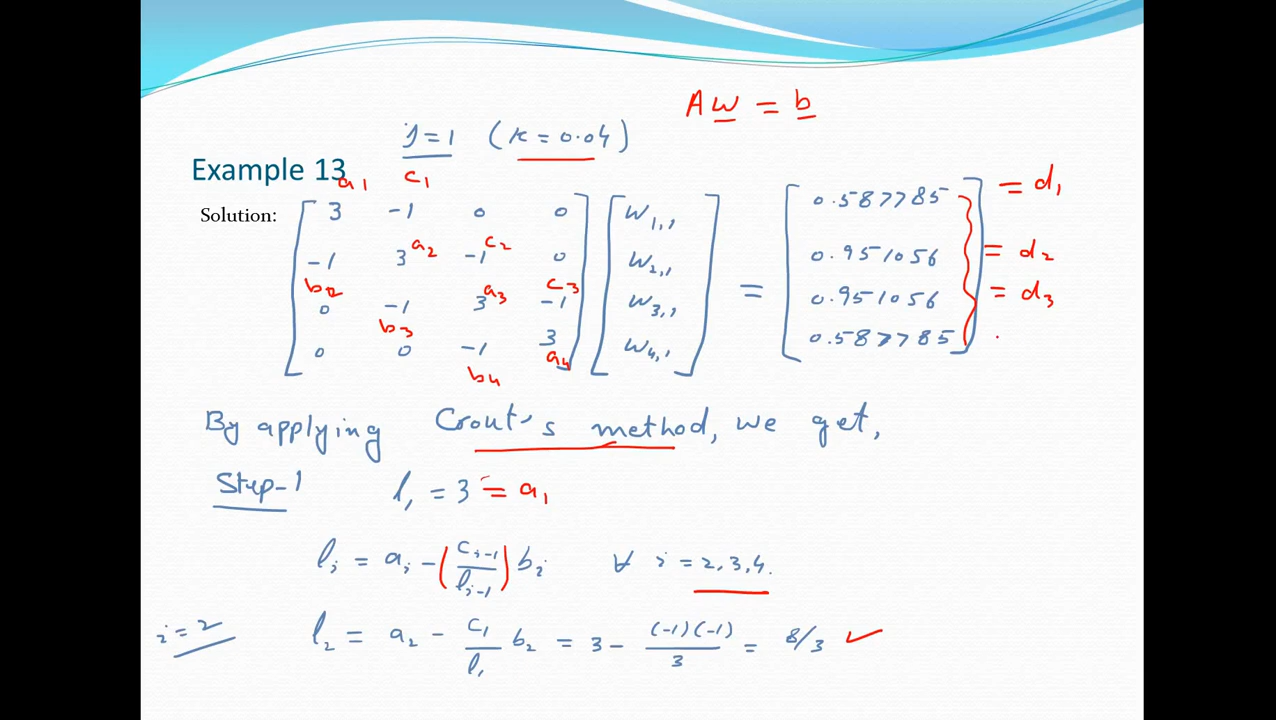 A w = b
j=1 (k = 0.04)
Example 13
a₁ c₁
Solution:
3 -1 0 0 w₁,₁ 0.587785 = d₁
-1 3 a₂ -1 c₂ 0 w₂,₁ 0.951056 = d₂
b₂ a₃ c₃
0 -1 3 -1 w₃,₁ = 0.951056 = d₃
b₃
0 0 -1 3 w₄,₁ 0.587785
b₄ a₄
By applying Crout's method, we get,
Step-1 l₁ = 3 = a₁
lᵢ = aᵢ - (cᵢ₋₁/lᵢ₋₁) bᵢ ∀ i = 2, 3, 4.
i = 2 l₂ = a₂ - c₁/l₁ b₂ = 3 - (-1)(-1)/3 = 8/3 ✓